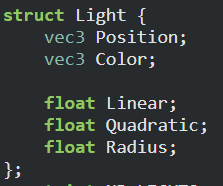 struct Light {
    vec3 Position;
    vec3 Color;

    float Linear;
    float Quadratic;
    float Radius;
};